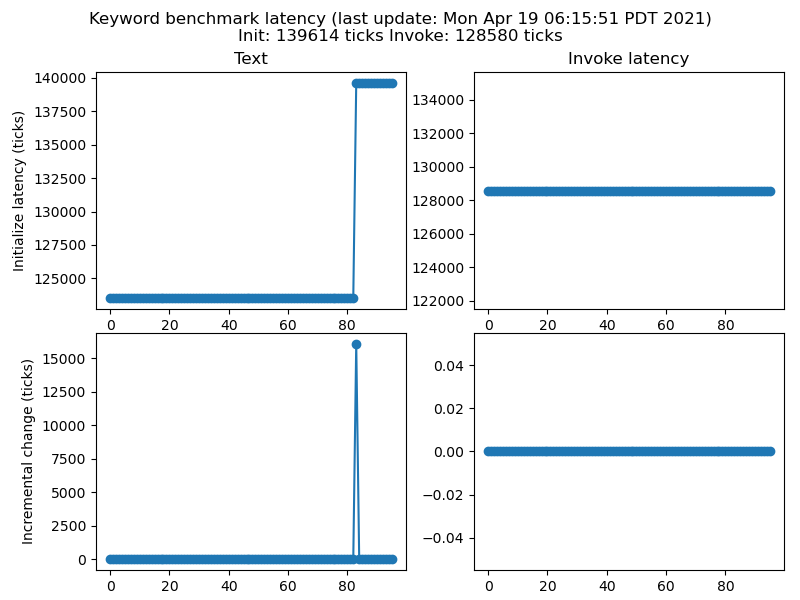 Keyword benchmark latency (last update: Mon Apr 19 06:15:51 PDT 2021)
Init: 139614 ticks Invoke: 128580 ticks
Text
Invoke latency
Initialize latency (ticks)
140000
137500
135000
132500
130000
127500
125000
0 20 40 60 80
134000
132000
130000
128000
126000
124000
122000
0 20 40 60 80
Incremental change (ticks)
15000
12500
10000
7500
5000
2500
0
0 20 40 60 80
0.04
0.02
0.00
−0.02
−0.04
0 20 40 60 80